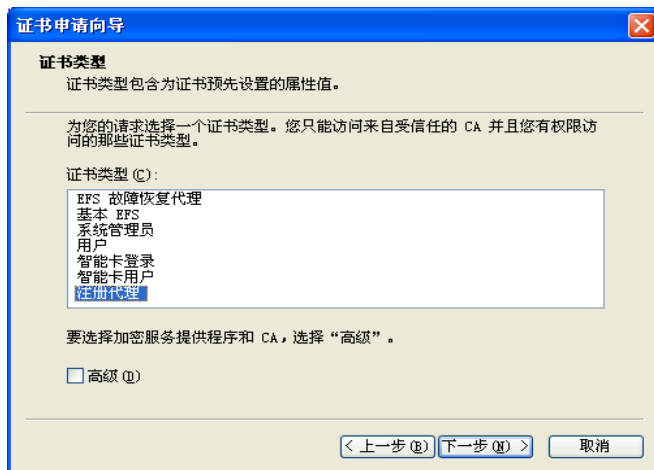 证书申请向导
证书类型
证书类型包含为证书预先设置的属性值。
为您的请求选择一个证书类型。您只能访问来自受信任的 CA 并且您有权限访
问的那些证书类型。
证书类型(C):
EFS 故障恢复代理
基本 EFS
系统管理员
用户
智能卡登录
智能卡用户
注册代理
要选择加密服务提供程序和 CA，选择“高级”。
高级(D)
< 上一步(B) 下一步(N) > 取消